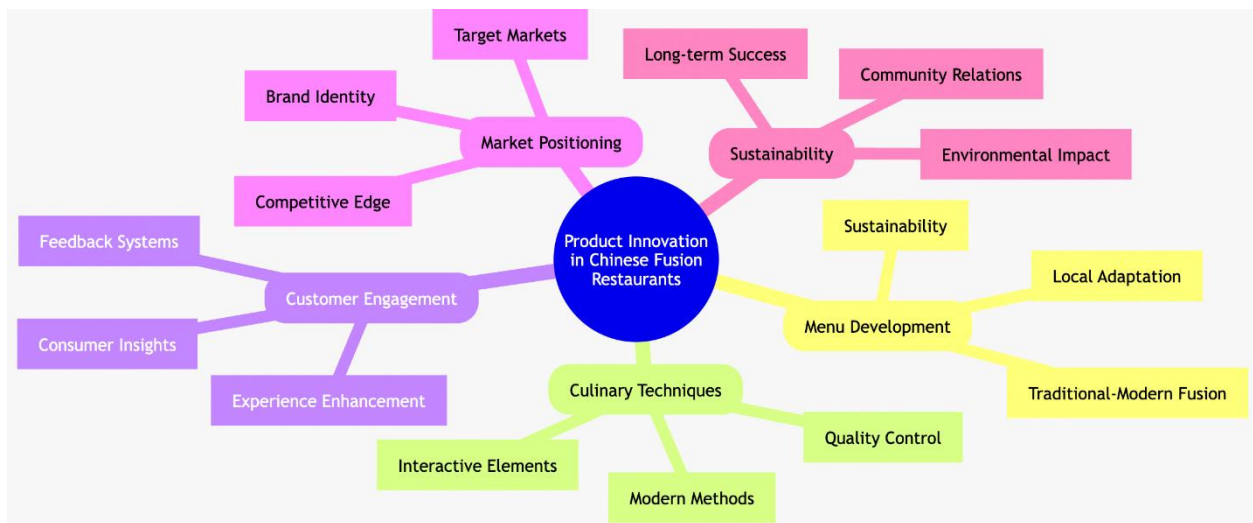 Target Markets
Long-term Success
Community Relations
Brand Identity
Market Positioning
Sustainability
Environmental Impact
Competitive Edge
Product Innovation
in Chinese Fusion
Restaurants
Sustainability
Feedback Systems
Local Adaptation
Customer Engagement
Menu Development
Consumer Insights
Experience Enhancement
Culinary Techniques
Traditional-Modern Fusion
Quality Control
Interactive Elements
Modern Methods